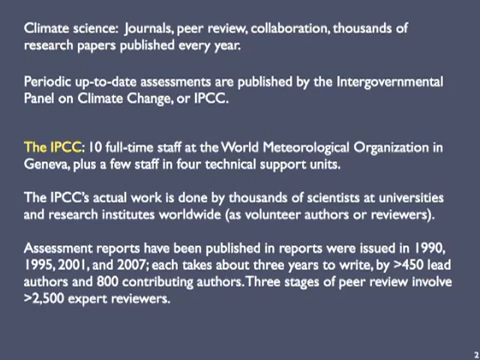 Climate science:  Journals, peer review, collaboration, thousands of
research papers published every year.
Periodic up-to-date assessments are published by the Intergovernmental
Panel on Climate Change, or IPCC.
The IPCC: 10 full-time staff at the World Meteorological Organization in
Geneva, plus a few staff in four technical support units.
The IPCC's actual work is done by thousands of scientists at universities
and research institutes worldwide (as volunteer authors or reviewers).
Assessment reports have been published in reports were issued in 1990,
1995, 2001, and 2007; each takes about three years to write, by >450 lead
authors and 800 contributing authors. Three stages of peer review involve
>2,500 expert reviewers.
2